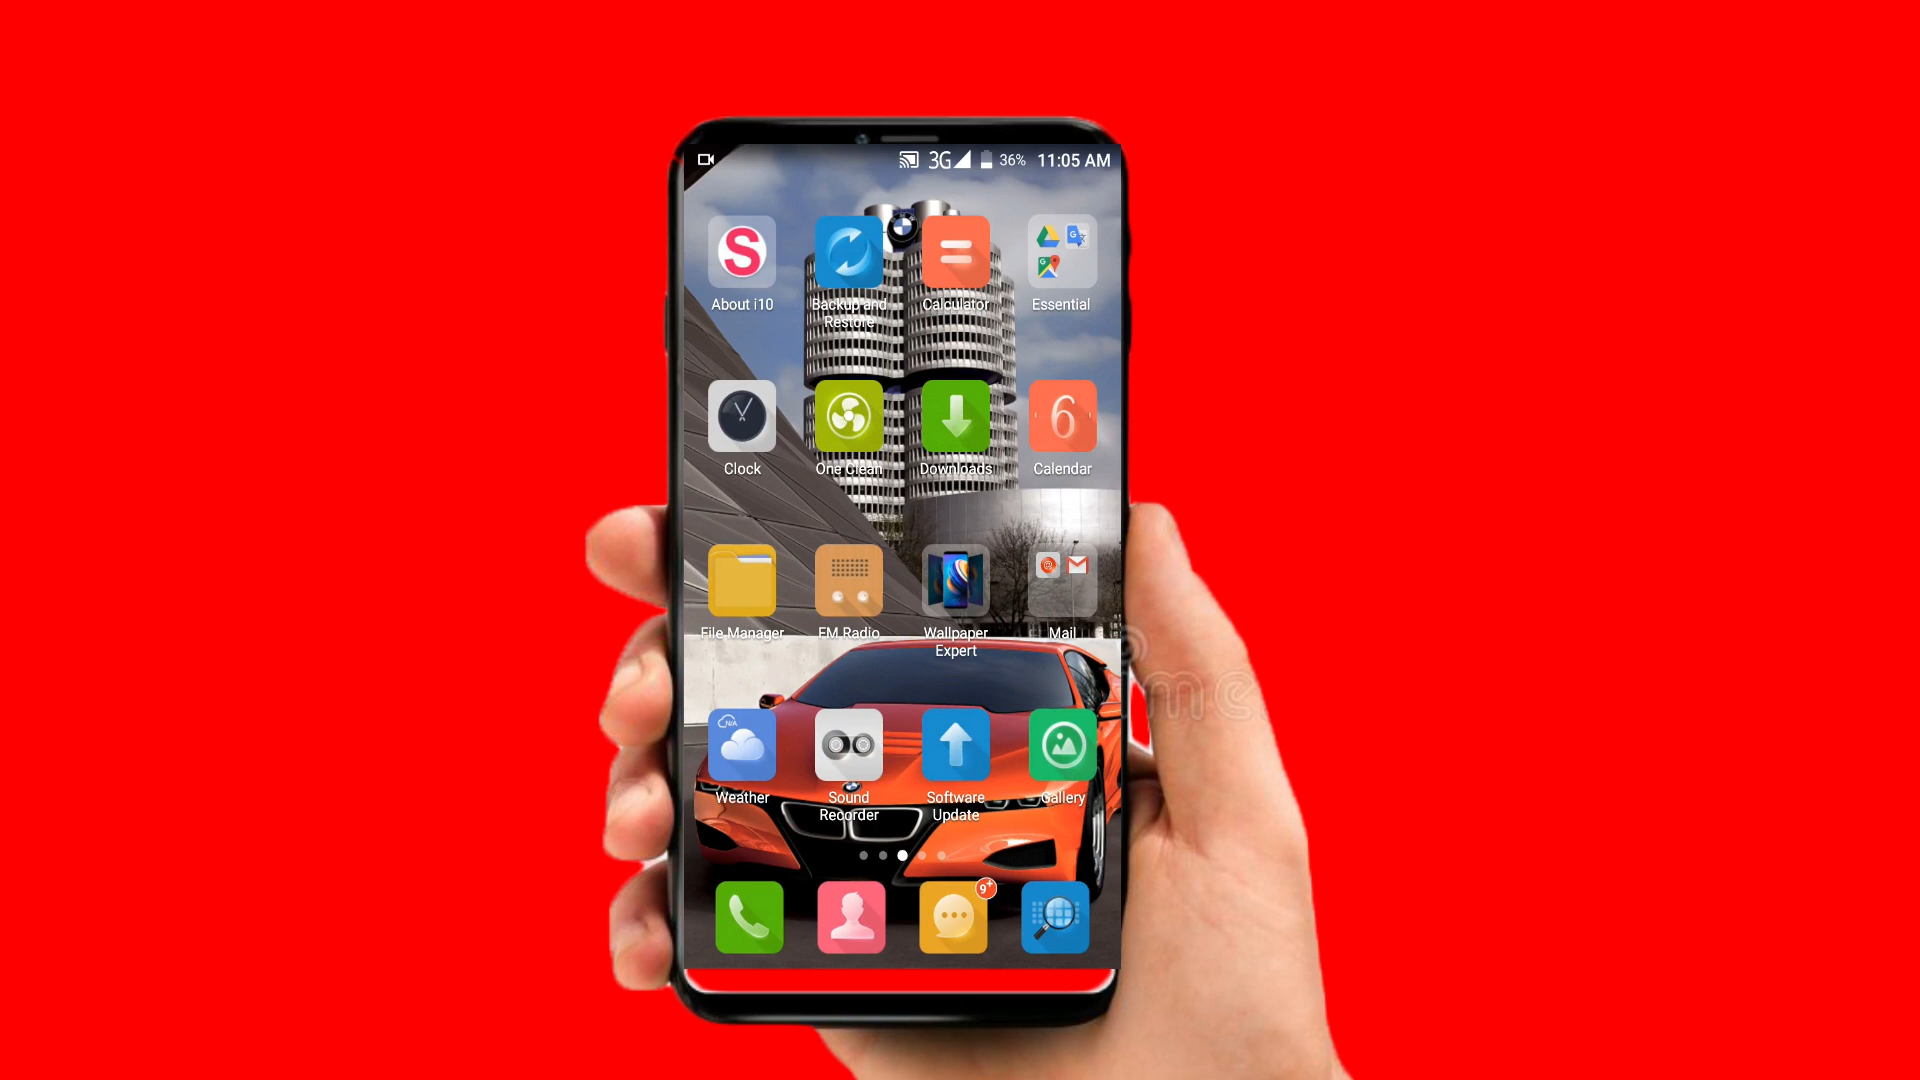 3G 36% 11:05 AM
S
G
G
About i10
Backup and
Restore
Calculator
Essential
6
Clock
One Clean
Downloads
Calendar
@
File Manager
FM Radio
Wallpaper
Expert
Mail
N/A
Weather
Sound
Recorder
Software
Update
Gallery
9+